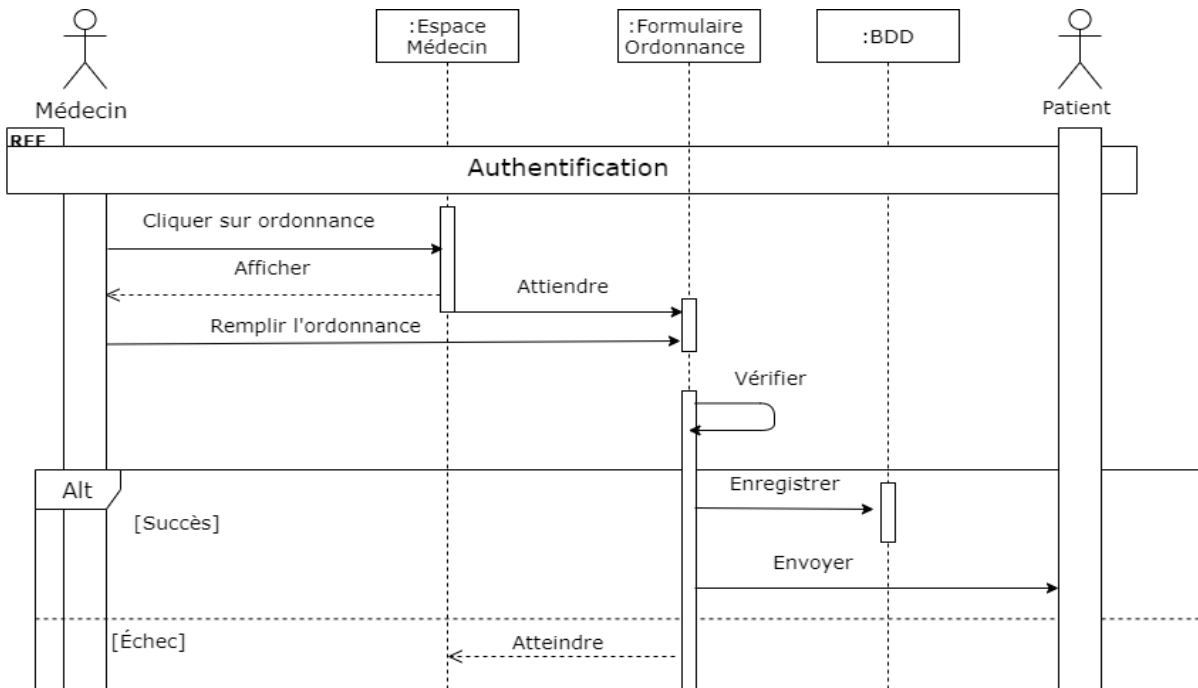 :Espace
Médecin
:Formulaire
Ordonnance
:BDD
Médecin
Patient
REF
Authentification
Cliquer sur ordonnance
Afficher
Attiendre
Remplir l'ordonnance
Vérifier
Alt
Enregistrer
[Succès]
Envoyer
[Échec]
Atteindre